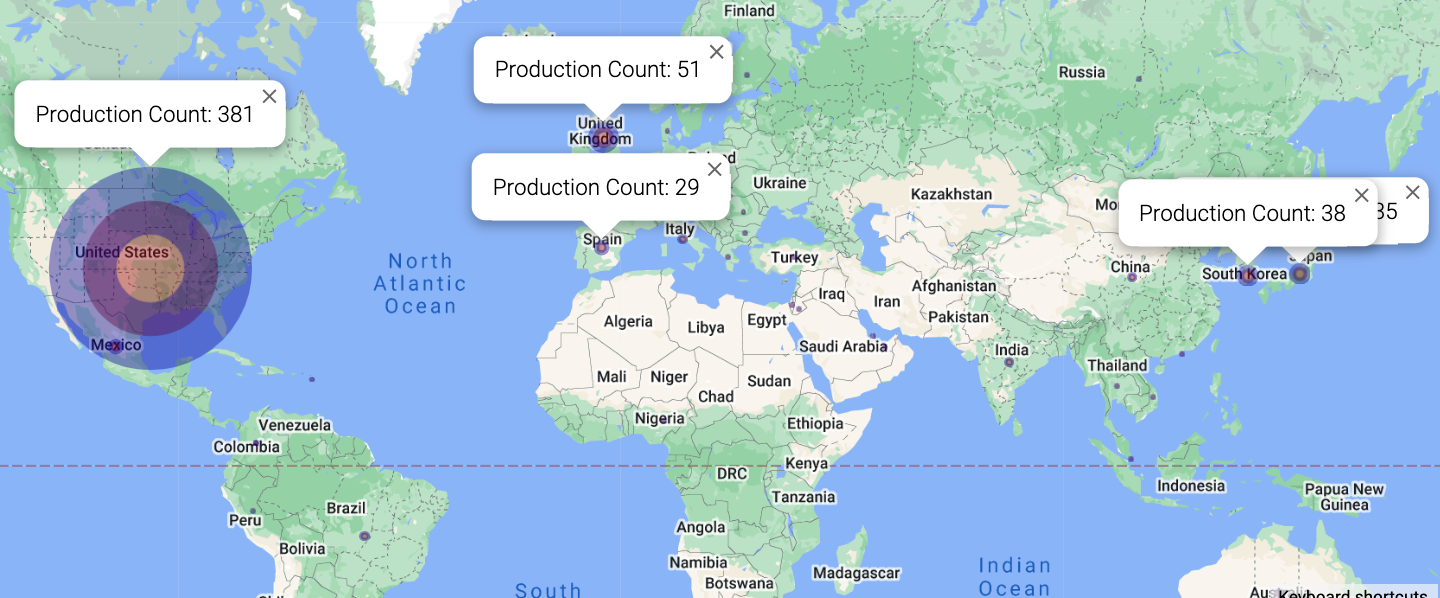 Finland
Production Count: 51
Russia
Production Count: 381
United
Kingdom
Production Count: 29
Ukraine
Kazakhstan
Production Count: 38
35
Mo
United States
Spain
Italy
Turkey
North
Atlantic
Ocean
China
South Korea
Japan
Iraq
Iran
Afghanistan
Pakistan
Algeria
Libya
Egypt
Saudi Arabia
Mexico
India
Thailand
Mali
Niger
Chad
Sudan
Nigeria
Ethiopia
Venezuela
Colombia
DRC
Kenya
Indonesia
Papua New
Guinea
Tanzania
Peru
Brazil
Angola
Bolivia
Namibia
Botswana
Madagascar
Indian
Ocean
South
Keyboard shortcuts